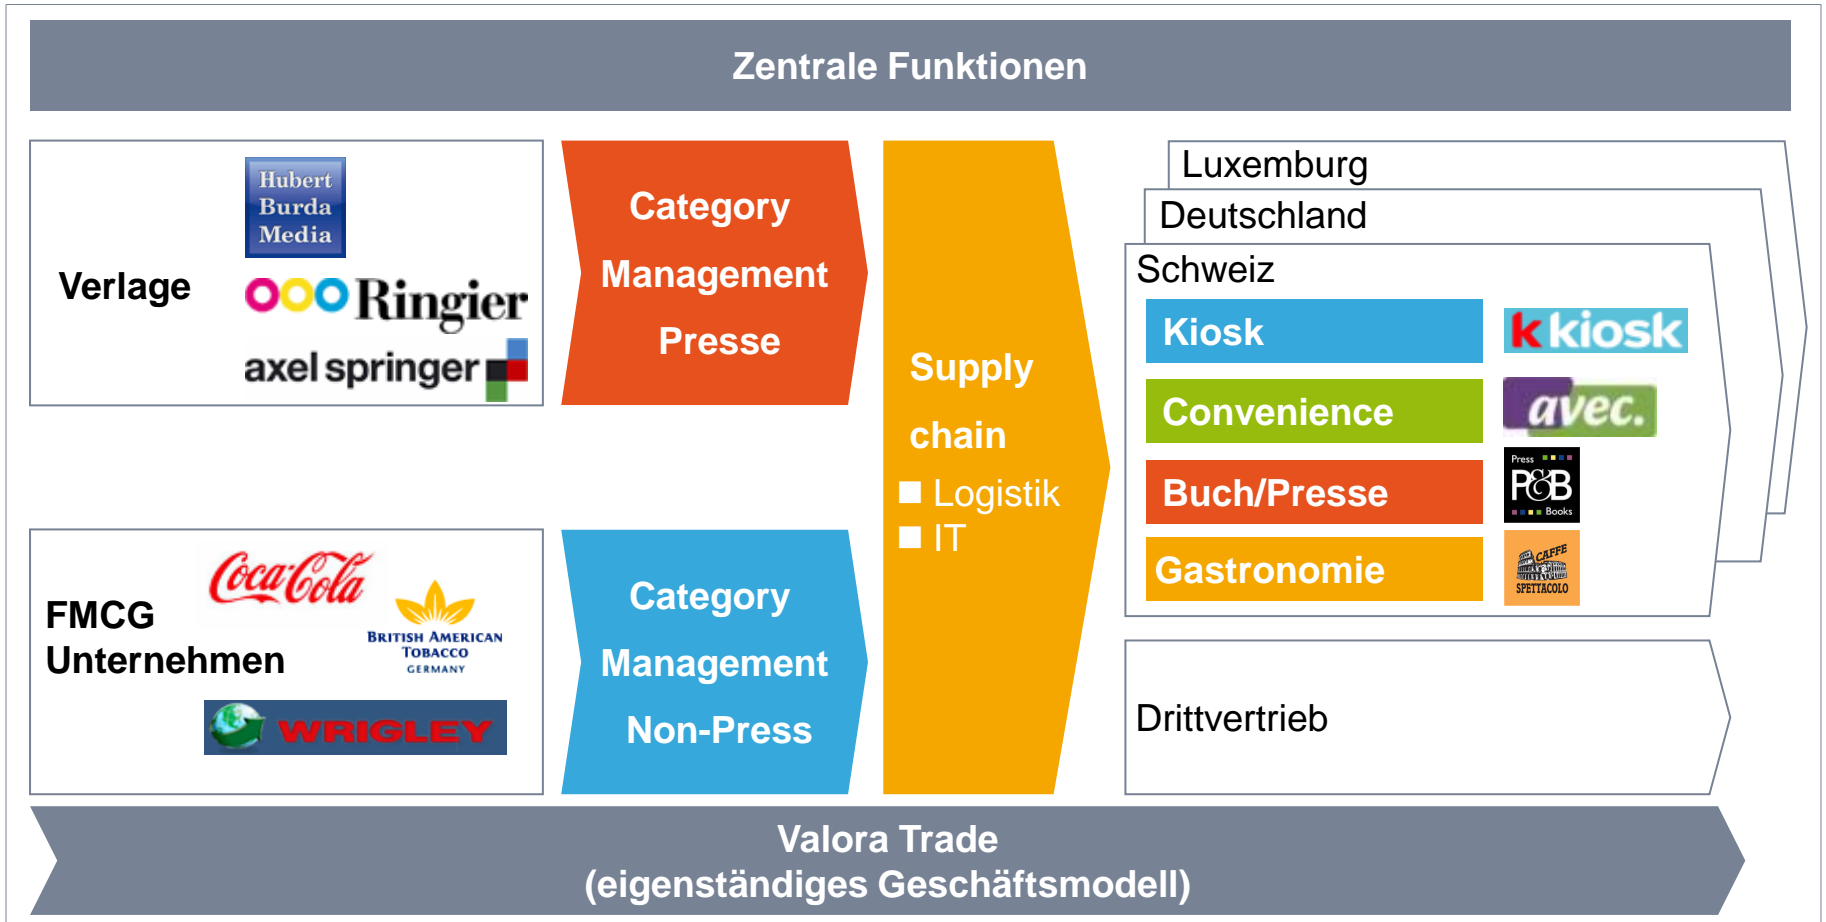 Zentrale Funktionen
Verlage
Hubert
Burda
Media
Ringier
axel springer
Category
Management
Presse
FMCG
Unternehmen
Coca-Cola
BRITISH AMERICAN
TOBACCO
GERMANY
WRIGLEY
Category
Management
Non-Press
Supply
chain
Logistik
IT
Luxemburg
Deutschland
Schweiz
Kiosk
k kiosk
Convenience
avec.
Buch/Presse
Press
P&B
Books
Gastronomie
CAFFE
SPETTACOLO
Drittvertrieb
Valora Trade
(eigenständiges Geschäftsmodell)